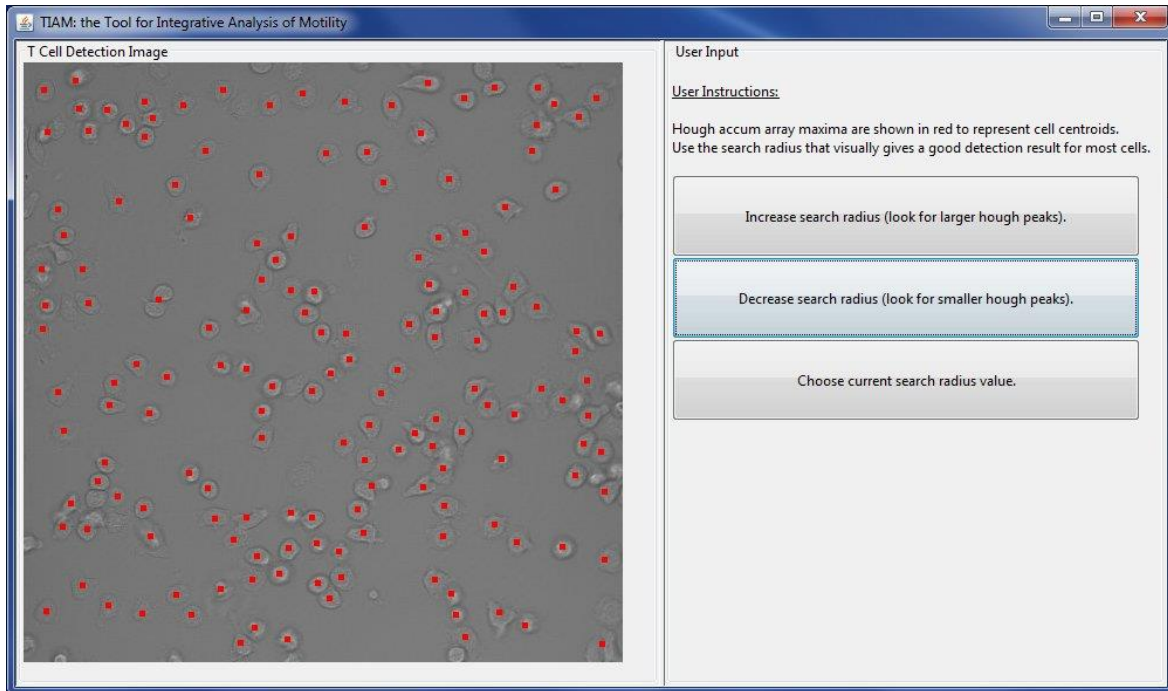 TIAM: the Tool for Integrative Analysis of Motility
T Cell Detection Image
User Input
User Instructions:
Hough accum array maxima are shown in red to represent cell centroids.
Use the search radius that visually gives a good detection result for most cells.
Increase search radius (look for larger hough peaks).
Decrease search radius (look for smaller hough peaks).
Choose current search radius value.